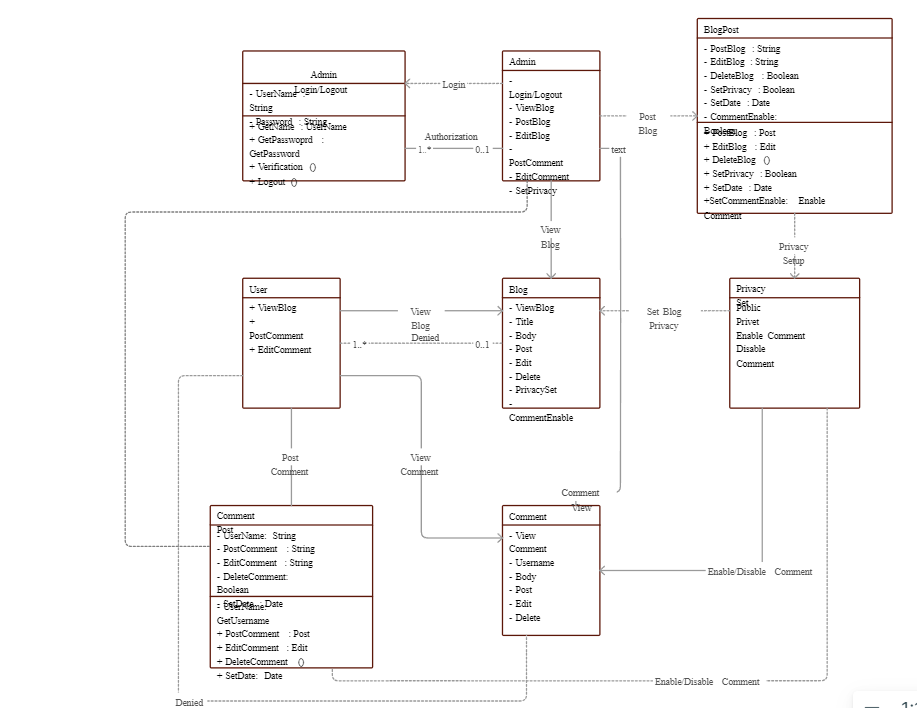 Admin
Login/Logout
- UserName :
String
- Password : String
+ GetName : UserName
+ GetPasswoprd :
GetPassword
+ Verification ()
+ Logout ()
Login
Authorization
1..*
0..1
Admin
-
Login/Logout
- ViewBlog
- PostBlog
- EditBlog
-
PostComment
- EditComment
- SetPrivacy
Post
Blog
text
BlogPost
- PostBlog : String
- EditBlog : String
- DeleteBlog : Boolean
- SetPrivacy : Boolean
- SetDate : Date
- CommentEnable:
Boolean
+ PostBlog : Post
+ EditBlog : Edit
+ DeleteBlog ()
+ SetPrivacy : Boolean
+ SetDate : Date
+SetCommentEnable: Enable
Comment
View
Blog
Privacy
Setup
User
+ ViewBlog
+
PostComment
+ EditComment
View
Blog
Denied
1..*
0..1
Blog
- ViewBlog
- Title
- Body
- Post
- Edit
- Delete
- PrivacySet
-
CommentEnable
Set Blog
Privacy
Privacy
Set
Public
Privet
Enable Comment
Disable
Comment
Post
Comment
View
Comment
Comment
View
Comment
Post
- UserName: String
- PostComment : String
- EditComment : String
- DeleteComment:
Boolean
- SetDate : Date
- UserName:
GetUsername
+ PostComment : Post
+ EditComment : Edit
+ DeleteComment ()
+ SetDate: Date
Comment
- View
Comment
- Username
- Body
- Post
- Edit
- Delete
Enable/Disable Comment
Enable/Disable Comment
Denied